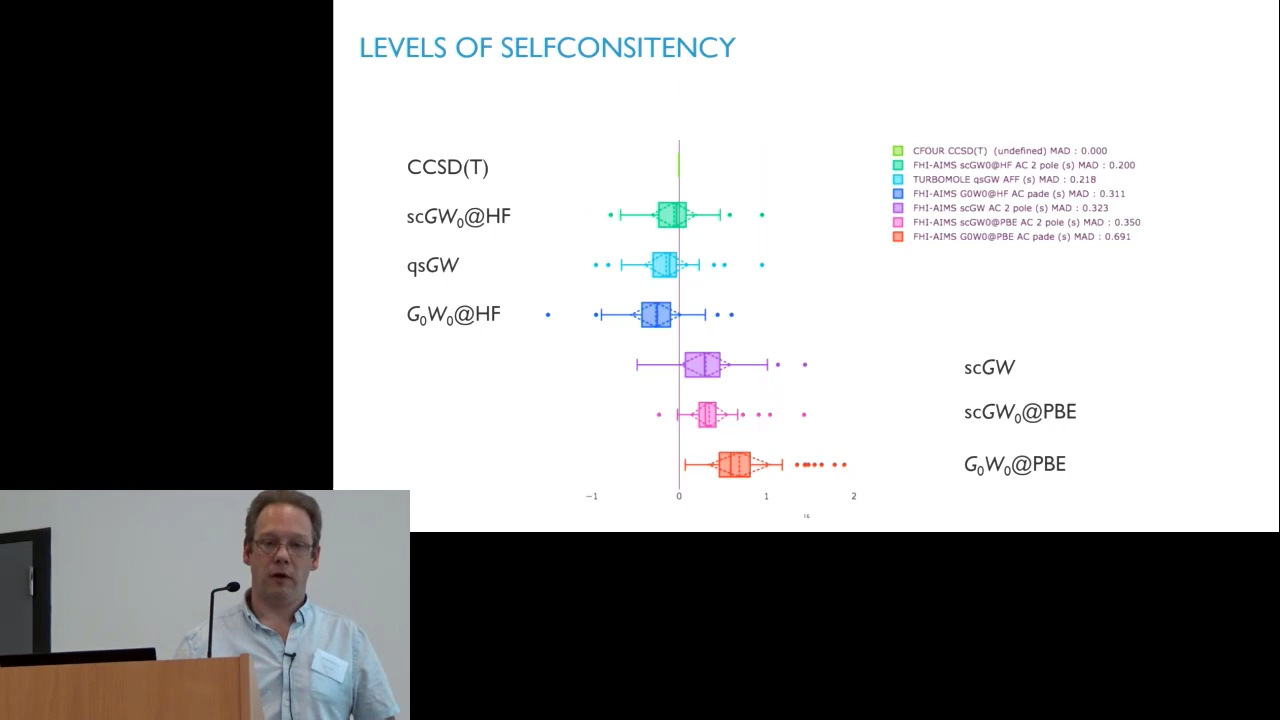 LEVELS OF SELFCONSITENCY
CCSD(T)
scGW0@HF
qsGW
G0W0@HF
scGW
scGW0@PBE
G0W0@PBE
CFOUR CCSD(T) (undefined) MAD : 0.000
FHI-AIMS scGW0@HF AC 2 pole (s) MAD : 0.200
TURBOMOLE qsGW AFF (s) MAD : 0.218
FHI-AIMS G0W0@HF AC pade (s) MAD : 0.311
FHI-AIMS scGW AC 2 pole (s) MAD : 0.323
FHI-AIMS scGW0@PBE AC 2 pole (s) MAD : 0.350
FHI-AIMS G0W0@PBE AC pade (s) MAD : 0.691
−1 0 1 2
16